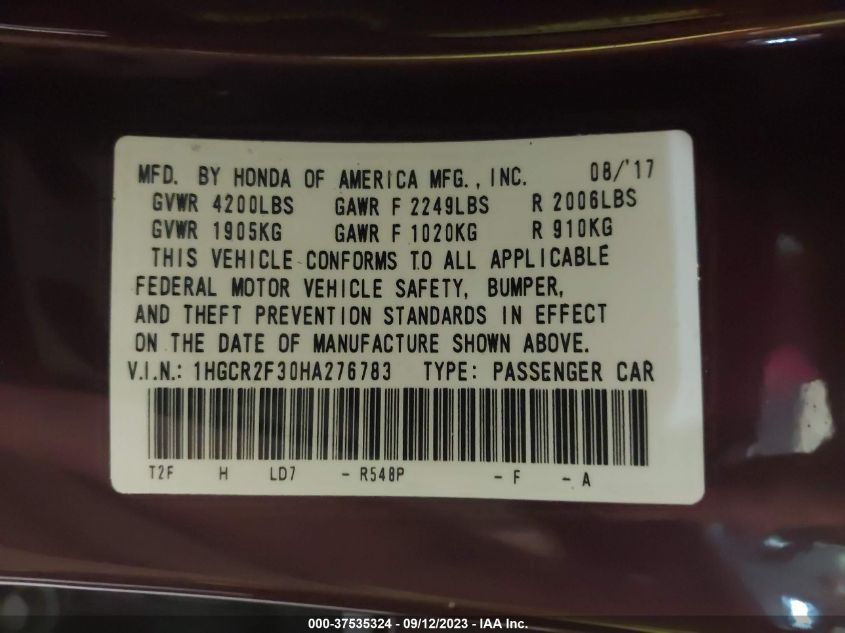 MFD. BY HONDA OF AMERICA MFG., INC. 08/'17
GVWR 4200LBS GAWR F 2249LBS R 2006LBS
GVWR 1905KG GAWR F 1020KG R 910KG
THIS VEHICLE CONFORMS TO ALL APPLICABLE
FEDERAL MOTOR VEHICLE SAFETY, BUMPER,
AND THEFT PREVENTION STANDARDS IN EFFECT
ON THE DATE OF MANUFACTURE SHOWN ABOVE.
V.I.N.: 1HGCR2F30HA276783 TYPE: PASSENGER CAR
T2F H LD7 - R548P - F - A
000-37535324 - 09/12/2023 - IAA Inc.